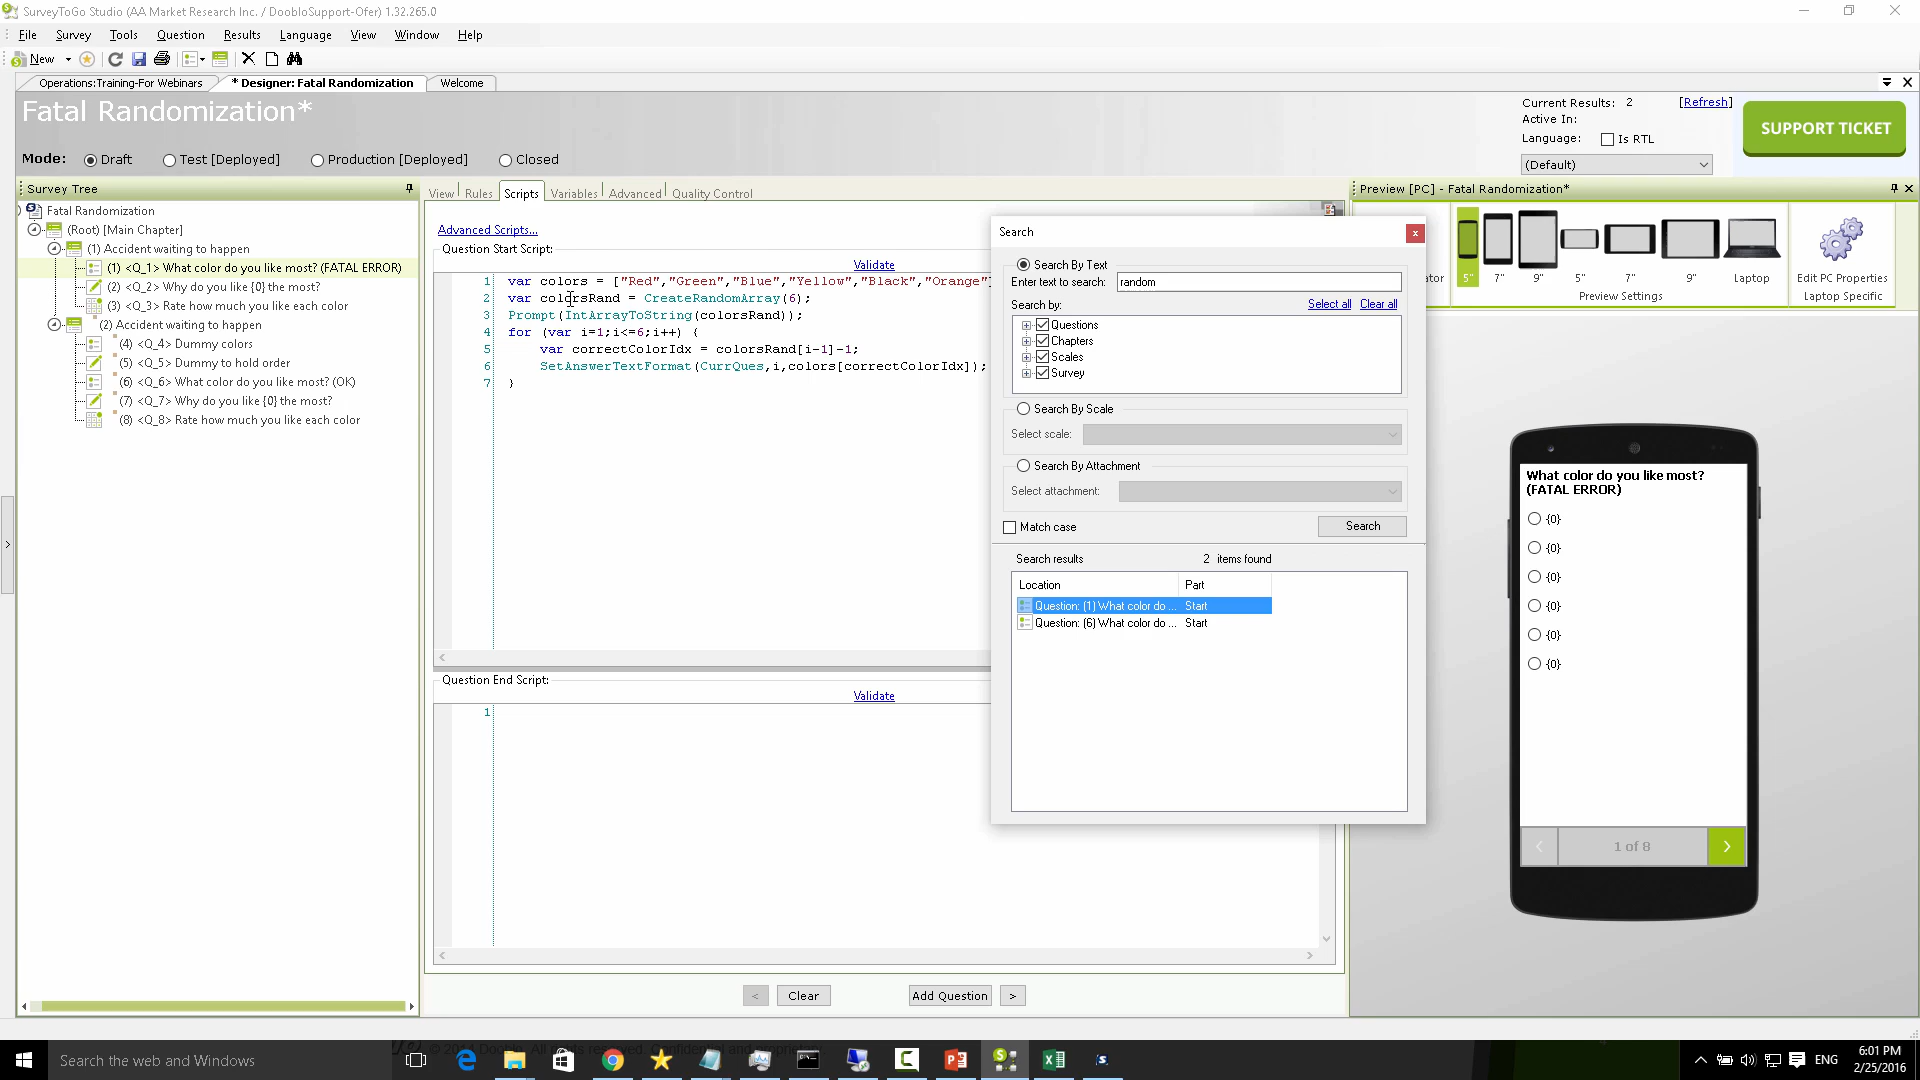 SurveyToGo Studio (AA Market Research Inc. / DoobloSupport-Ofer) 1.32.265.0
File Survey Tools Question Results Language View Window Help
New
Operations:Training-For Webinars * Designer: Fatal Randomization Welcome
Fatal Randomization*
Current Results: 2 [Refresh]
Active In:
Language: Is RTL
(Default)
SUPPORT TICKET
Mode: Draft Test [Deployed] Production [Deployed] Closed
Survey Tree
Fatal Randomization
(Root) [Main Chapter]
(1) Accident waiting to happen
(1) <Q_1> What color do you like most? (FATAL ERROR)
(2) <Q_2> Why do you like {0} the most?
(3) <Q_3> Rate how much you like each color
(2) Accident waiting to happen
(4) <Q_4> Dummy colors
(5) <Q_5> Dummy to hold order
(6) <Q_6> What color do you like most? (OK)
(7) <Q_7> Why do you like {0} the most?
(8) <Q_8> Rate how much you like each color
View Rules Scripts Variables Advanced Quality Control
Advanced Scripts...
Question Start Script:
Validate
1 var colors = ["Red","Green","Blue","Yellow","Black","Orange"]
2 var colorsRand = CreateRandomArray(6);
3 Prompt(IntArrayToString(colorsRand));
4 for (var i=1;i<=6;i++) {
5 var correctColorIdx = colorsRand[i-1]-1;
6 SetAnswerTextFormat(CurrQues,i,colors[correctColorIdx]);
7 }
Question End Script:
Validate
1
< Clear Add Question >
Search
Search By Text
Enter text to search: random
Search by: Select all Clear all
Questions
Chapters
Scales
Survey
Search By Scale
Select scale:
Search By Attachment
Select attachment:
Match case Search
Search results 2 items found
Location Part
Question: (1) What color do ... Start
Question: (6) What color do ... Start
Preview [PC] - Fatal Randomization*
5" 7" 9" 5" 7" 9" Laptop
Preview Settings
Edit PC Properties
Laptop Specific
What color do you like most?
(FATAL ERROR)
{0}
{0}
{0}
{0}
{0}
{0}
1 of 8
Search the web and Windows
ENG
6:01 PM
2/25/2016